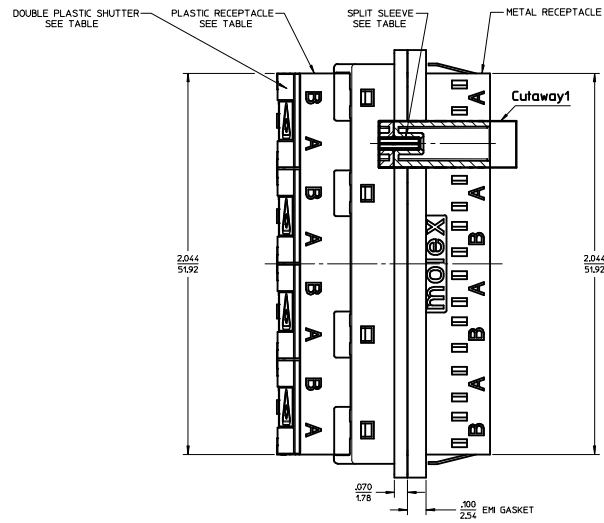 DOUBLE PLASTIC SHUTTER
SEE TABLE
PLASTIC RECEPTACLE
SEE TABLE
SPLIT SLEEVE
SEE TABLE
METAL RECEPTACLE
Cutaway1
B
A
B
A
B
A
B
A
A
A
B
A
B
A
B
molex
2.044
51.92
2.044
51.92
.070
1.78
.100
2.54
EMI GASKET